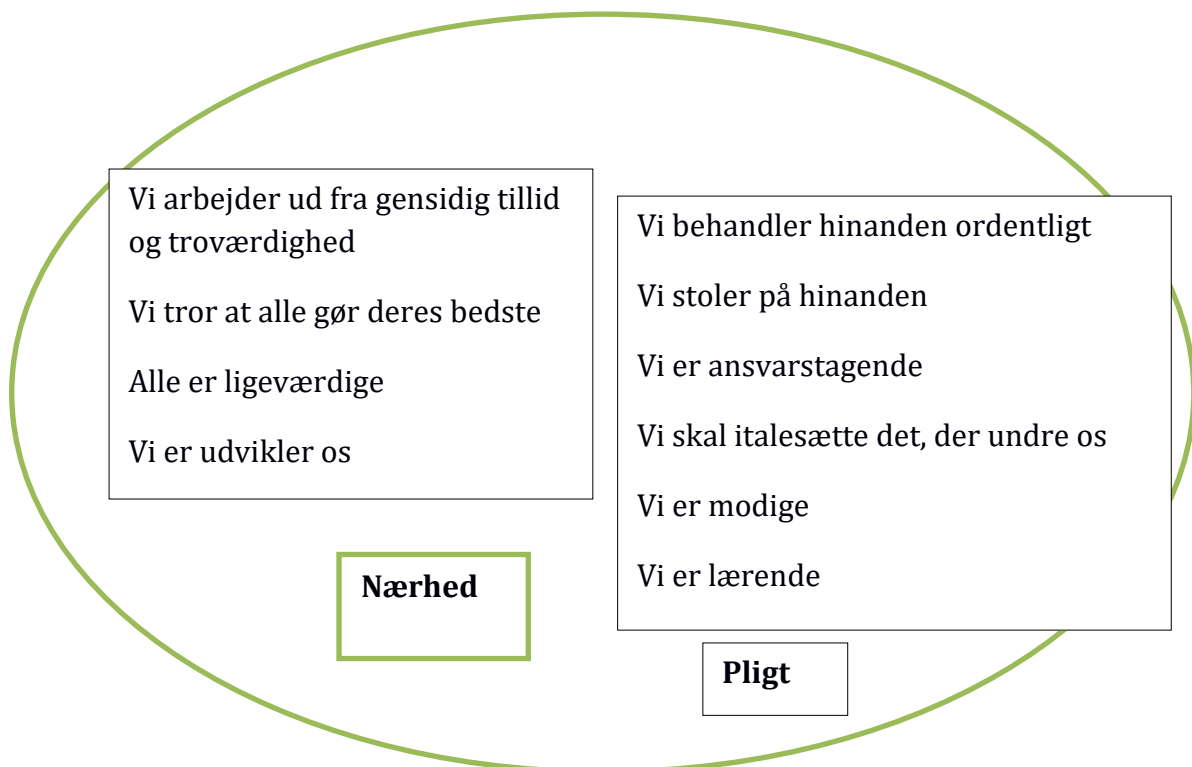 Vi arbejder ud fra gensidig tillid
og troværdighed
Vi tror at alle gør deres bedste
Alle er ligeværdige
Vi er udvikler os
Nærhed
Vi behandler hinanden ordentligt
Vi stoler på hinanden
Vi er ansvarstagende
Vi skal italesætte det, der undre os
Vi er modige
Vi er lærende
Pligt